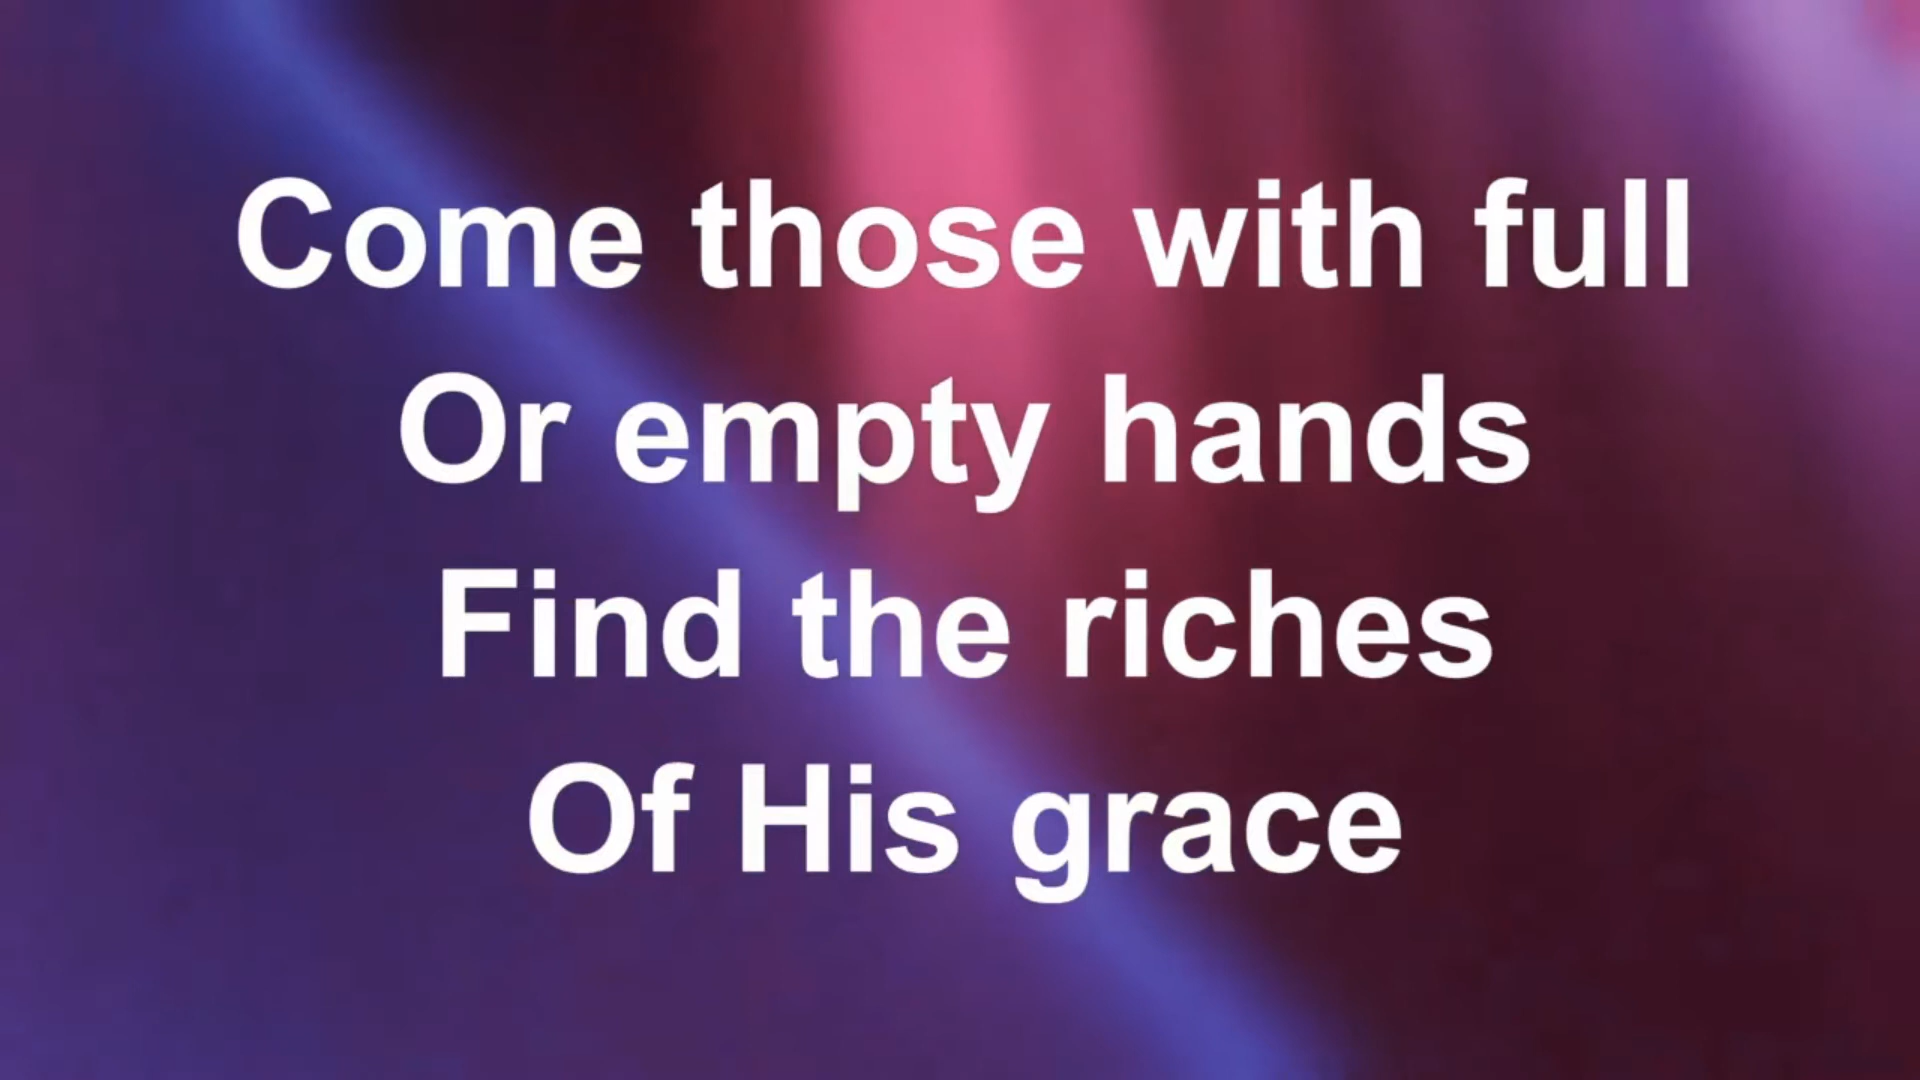 Come those with full
Or empty hands
Find the riches
Of His grace